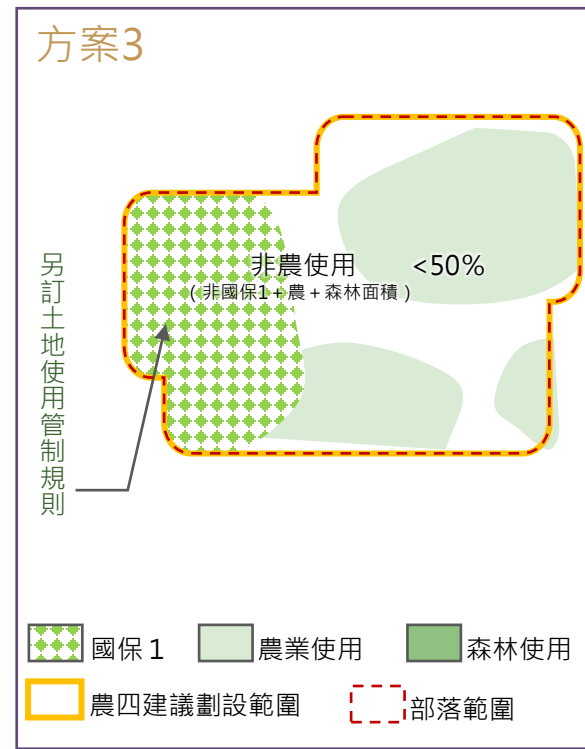 方案3
非農使用 <50%
(非國保1+農+森林面積)
另訂土地使用管制規則
國保1
農業使用
森林使用
農四建議劃設範圍
部落範圍